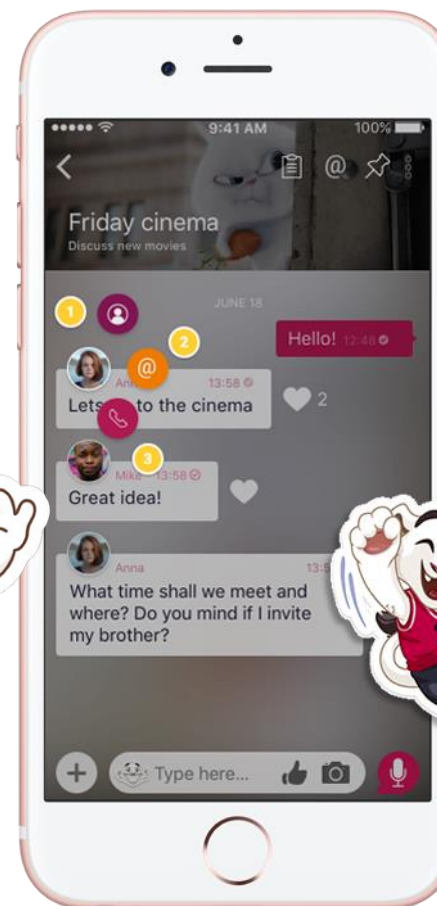 9:41 AM 100%
@
Friday cinema
Discuss new movies
JUNE 18
1
2
Hello! 12:48
@
13:58
Lets to the cinema
2
3
Mike 13:58
Great idea!
Anna
What time shall we meet and
where? Do you mind if I invite
my brother?
Type here...